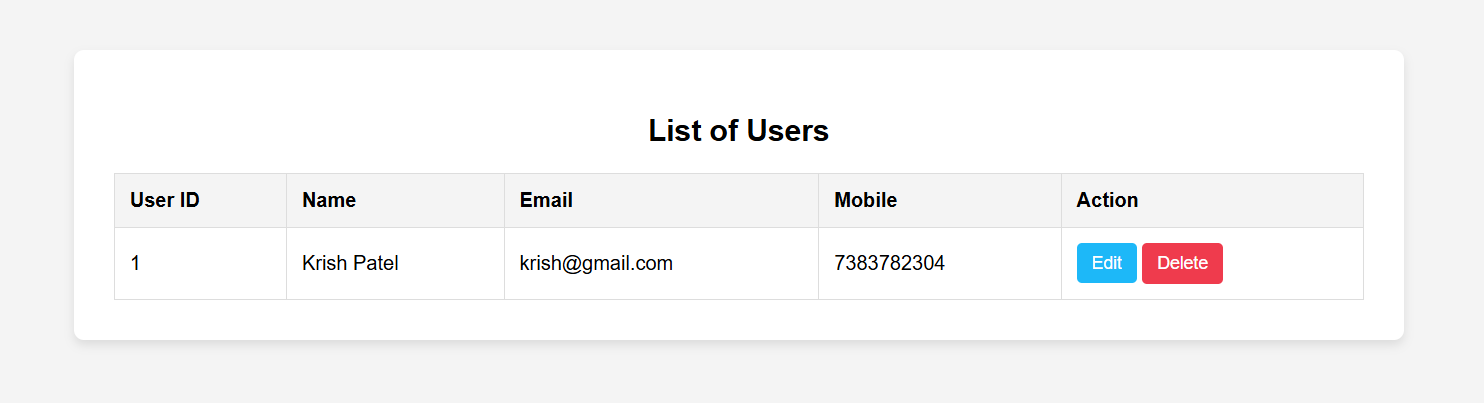 List of Users
User ID Name Email Mobile Action
1 Krish Patel krish@gmail.com 7383782304 Edit Delete